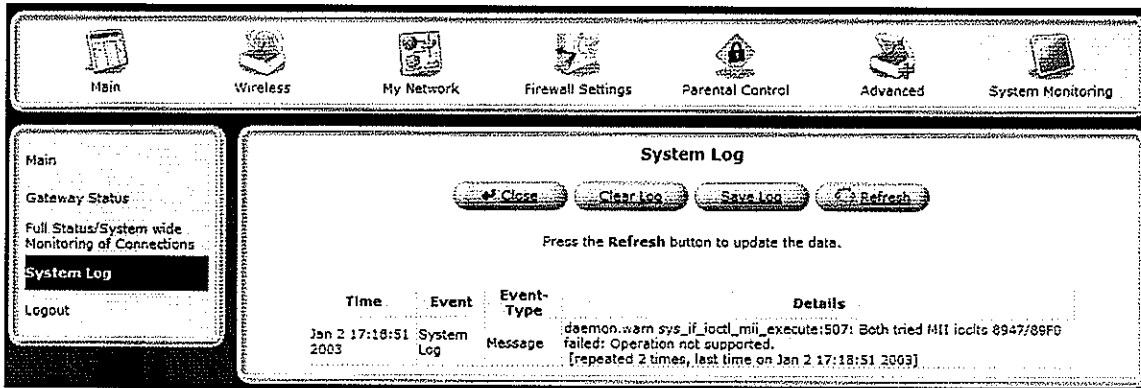 Main Wireless My Network Firewall Settings Parental Control Advanced System Monitoring
Main
Gateway Status
Full Status/System wide
Monitoring of Connections
System Log
Logout
System Log
Close Clear Log Save Log Refresh
Press the Refresh button to update the data.
Time Event Event-Type Details
Jan 2 17:18:51 2003 System Log Message daemon.warn sys_if_ioctl_mii_execute:507: Both tried MII ioctls 8947/89F0
failed: Operation not supported.
[repeated 2 times, last time on Jan 2 17:18:51 2003]